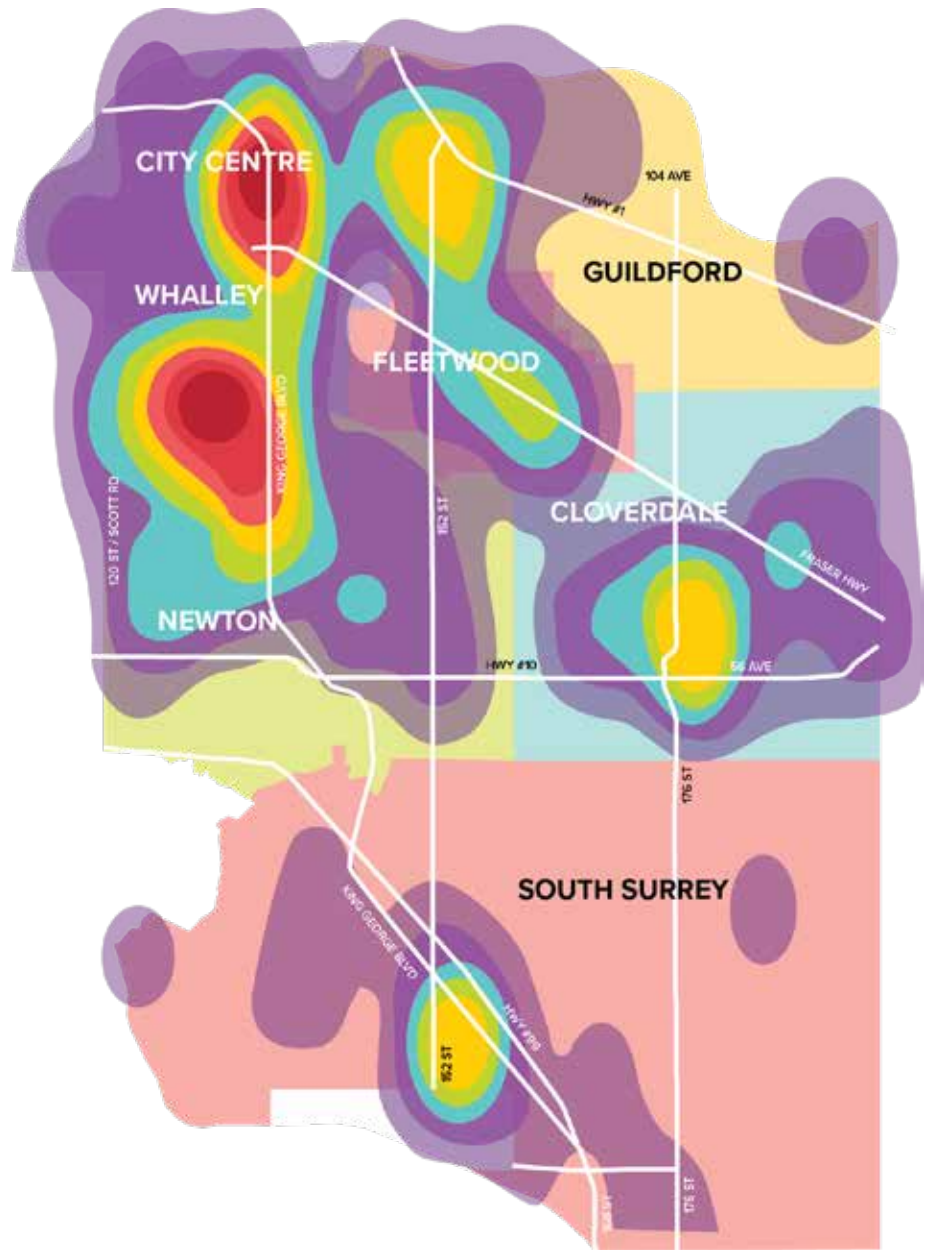 CITY CENTRE
104 AVE
HWY #1
GUILDFORD
WHALLEY
FLEETWOOD
KING GEORGE BLVD
120 ST / SCOTT RD
152 ST
CLOVERDALE
FRASER HWY
NEWTON
HWY #10
56 AVE
176 ST
SOUTH SURREY
KING GEORGE BLVD
HWY #99
152 ST
176 ST